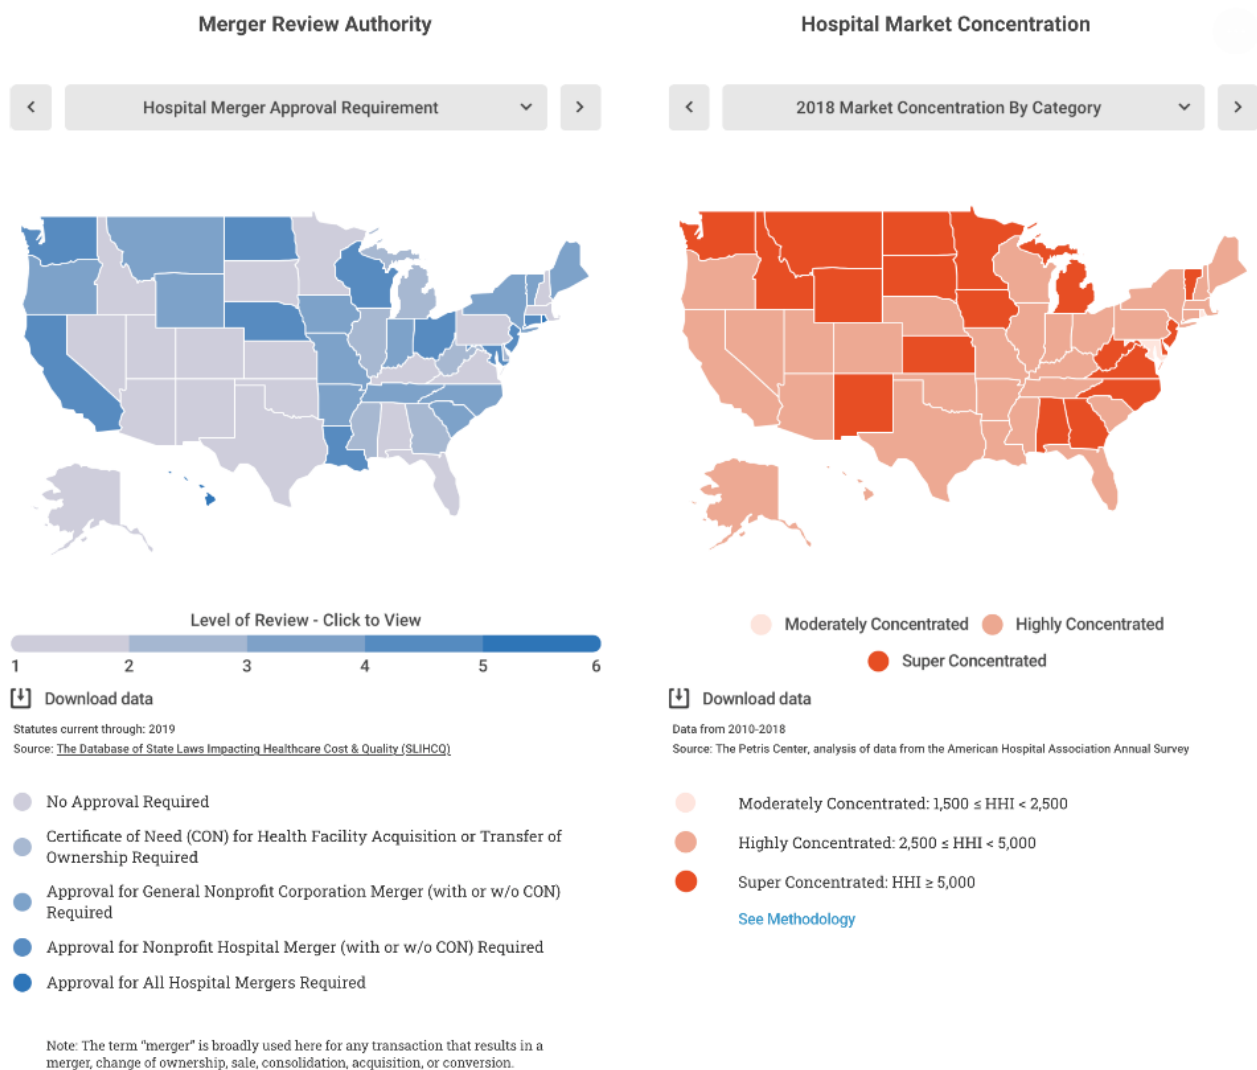 Merger Review Authority
Hospital Merger Approval Requirement
Level of Review - Click to View
1 2 3 4 5 6
Download data
Statutes current through: 2019
Source: The Database of State Laws Impacting Healthcare Cost & Quality (SLIHCQ)
No Approval Required
Certificate of Need (CON) for Health Facility Acquisition or Transfer of
Ownership Required
Approval for General Nonprofit Corporation Merger (with or w/o CON)
Required
Approval for Nonprofit Hospital Merger (with or w/o CON) Required
Approval for All Hospital Mergers Required
Note: The term "merger" is broadly used here for any transaction that results in a
merger, change of ownership, sale, consolidation, acquisition, or conversion.
Hospital Market Concentration
2018 Market Concentration By Category
Moderately Concentrated Highly Concentrated
Super Concentrated
Download data
Data from 2010-2018
Source: The Petris Center, analysis of data from the American Hospital Association Annual Survey
Moderately Concentrated: 1,500 ≤ HHI < 2,500
Highly Concentrated: 2,500 ≤ HHI < 5,000
Super Concentrated: HHI ≥ 5,000
See Methodology